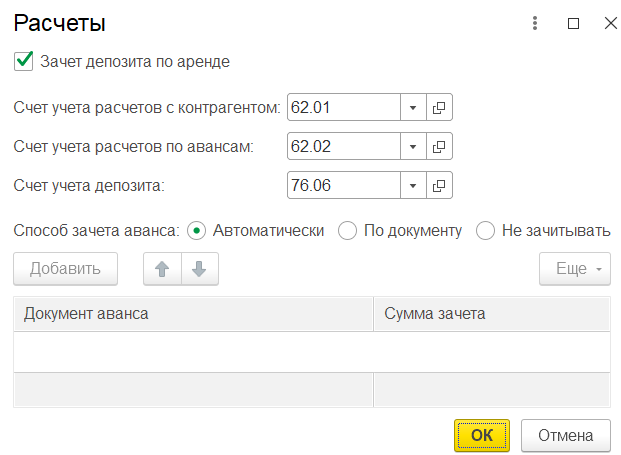 Расчеты
Зачет депозита по аренде
Счет учета расчетов с контрагентом: 62.01
Счет учета расчетов по авансам: 62.02
Счет учета депозита: 76.06
Способ зачета аванса: Автоматически По документу Не зачитывать
Добавить Еще
Документ аванса Сумма зачета
ОК Отмена